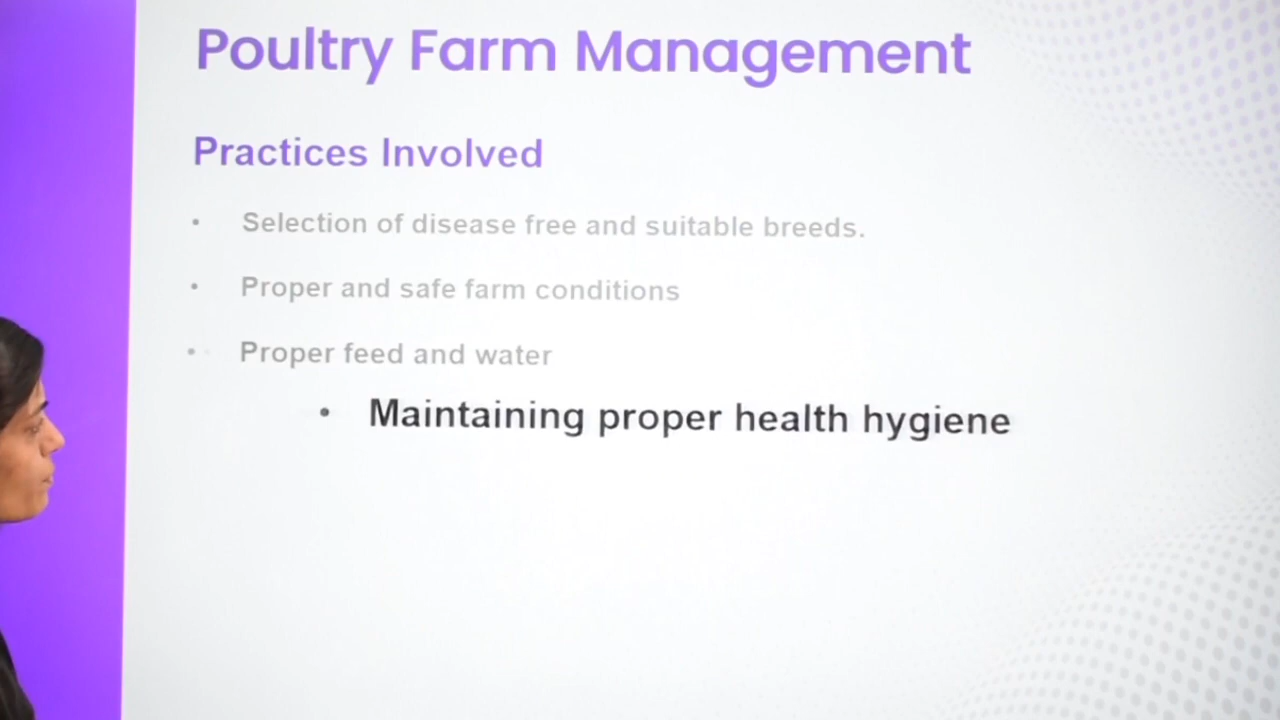 Poultry Farm Management
Practices Involved
• Selection of disease free and suitable breeds.
• Proper and safe farm conditions
• Proper feed and water
• Maintaining proper health hygiene